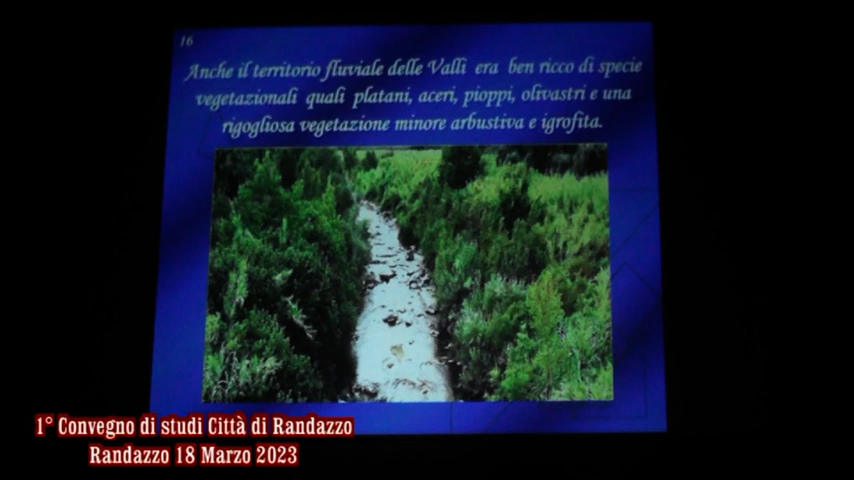 16
Anche il territorio fluviale delle Valli era ben ricco di specie
vegetazionali quali platani, aceri, pioppi, olivastri e una
rigogliosa vegetazione minore arbustiva e igrofita.
1° Convegno di studi Città di Randazzo
Randazzo 18 Marzo 2023